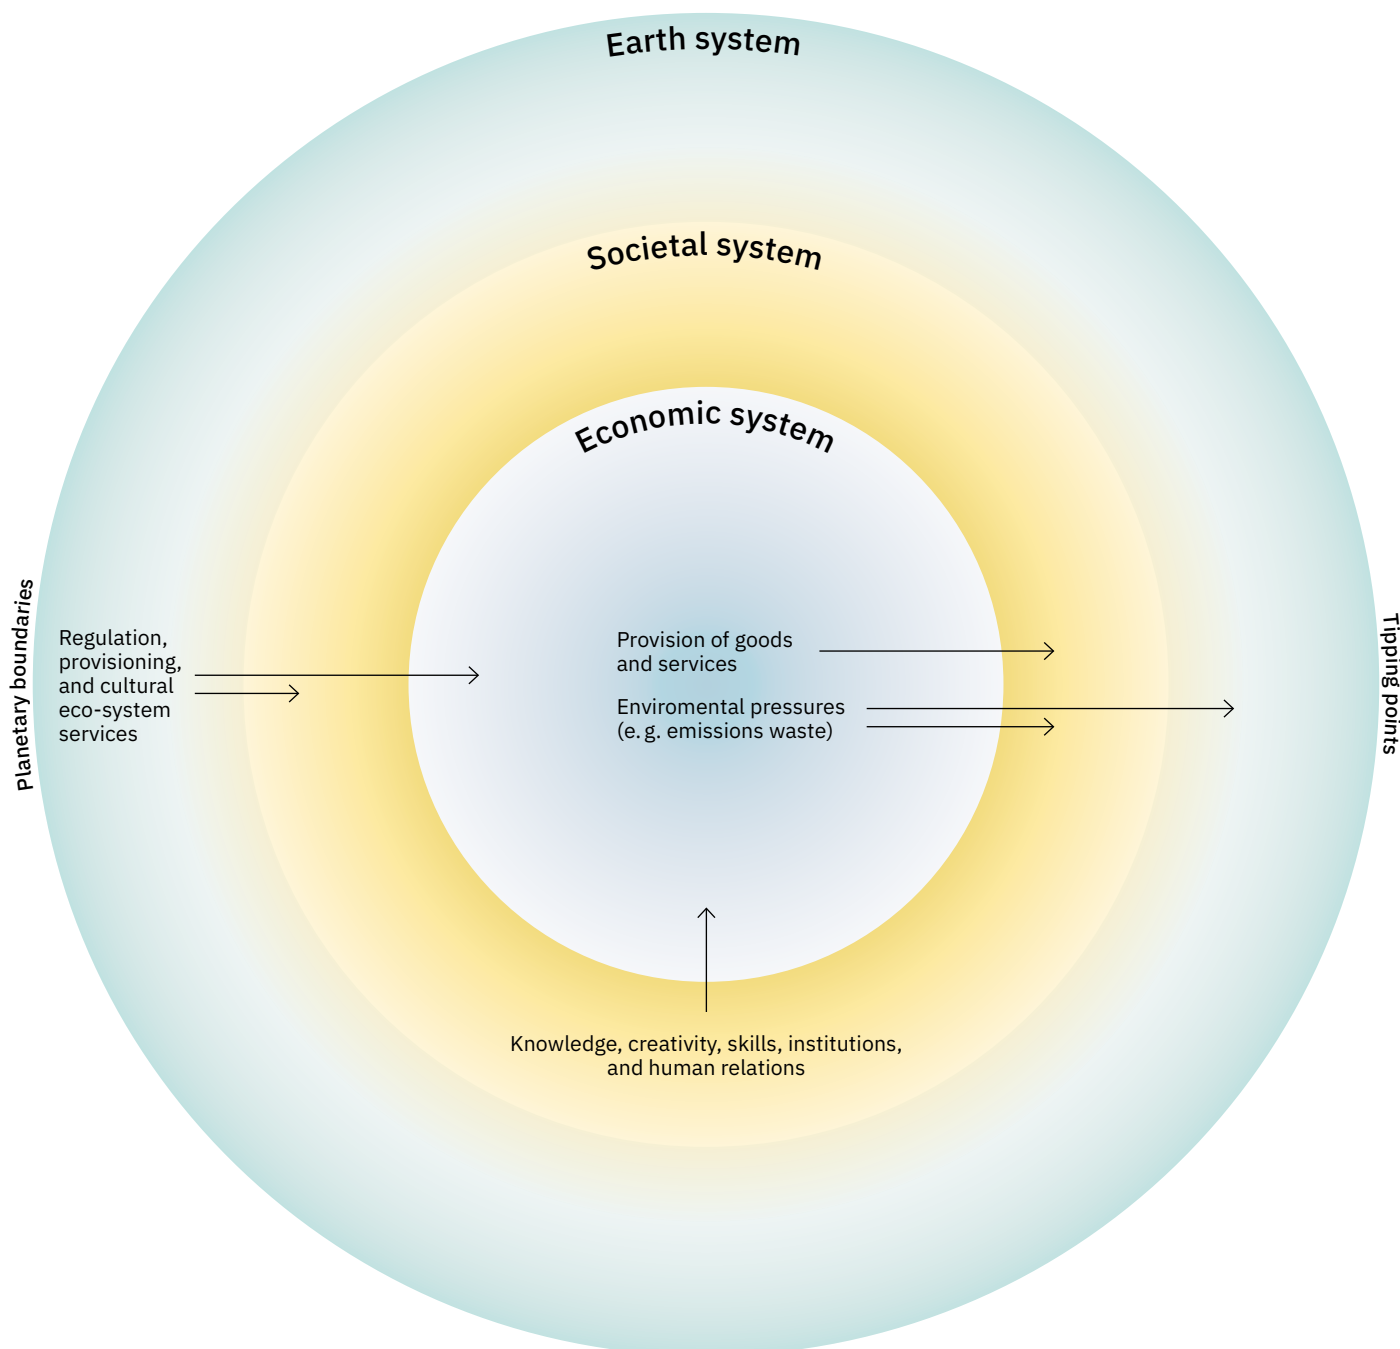 Earth system
Societal system
Economic system
Planetary boundaries
Regulation,
provisioning,
and cultural
eco-system
services
Provision of goods
and services
Enviromental pressures
(e. g. emissions waste)
Tipping points
Knowledge, creativity, skills, institutions,
and human relations